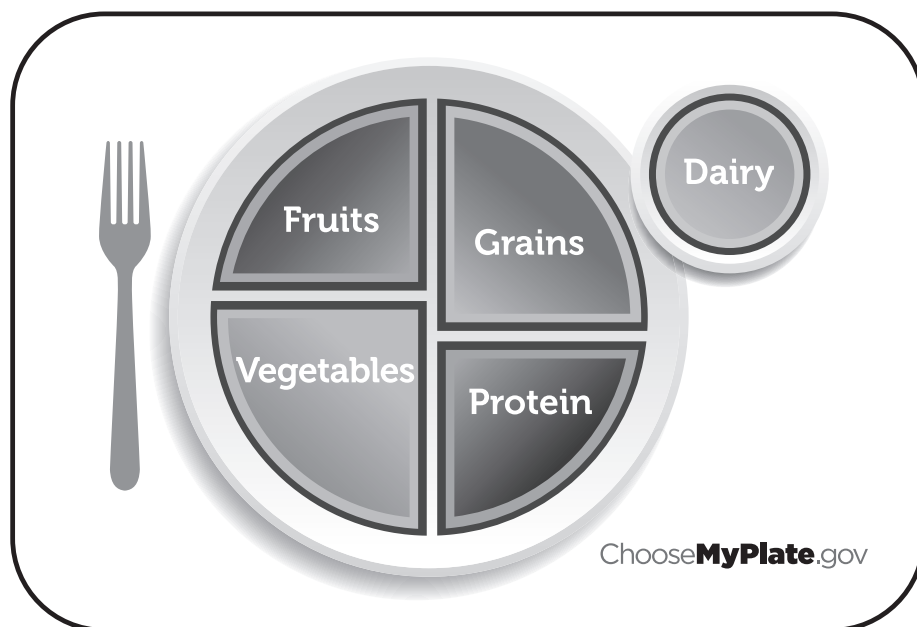 Fruits
Grains
Dairy
Vegetables
Protein
ChooseMyPlate.gov